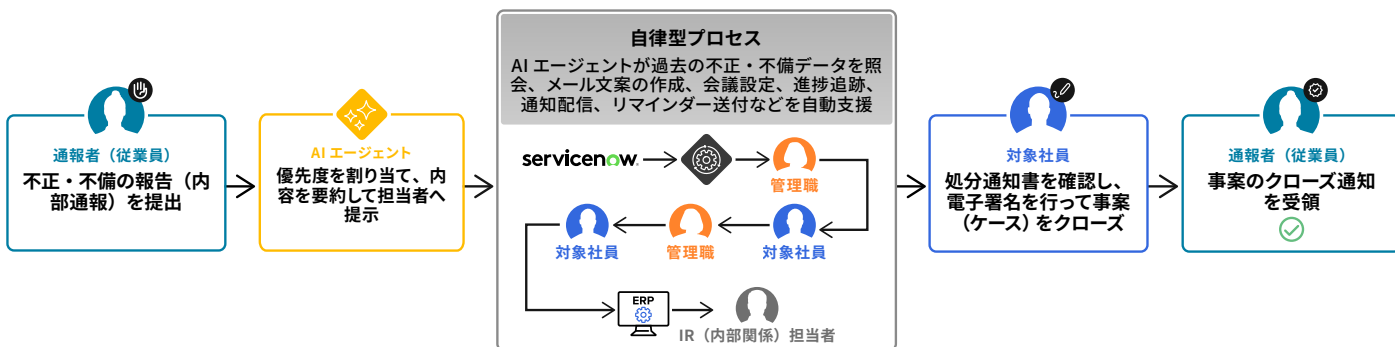 通報者（従業員）
不正・不備の報告（内
部通報）を提出
AI エージェント
優先度を割り当て、内
容を要約して担当者へ
提示
自律型プロセス
AI エージェントが過去の不正・不備データを照
会、メール文案の作成、会議設定、進捗追跡、
通知配信、リマインダー送付などを自動支援
servicenow
管理職
対象社員
管理職
対象社員
ERP
IR（内部関係）担当者
対象社員
処分通知書を確認し、
電子署名を行って事案
（ケース）をクローズ
通報者（従業員）
事案のクローズ通知
を受領